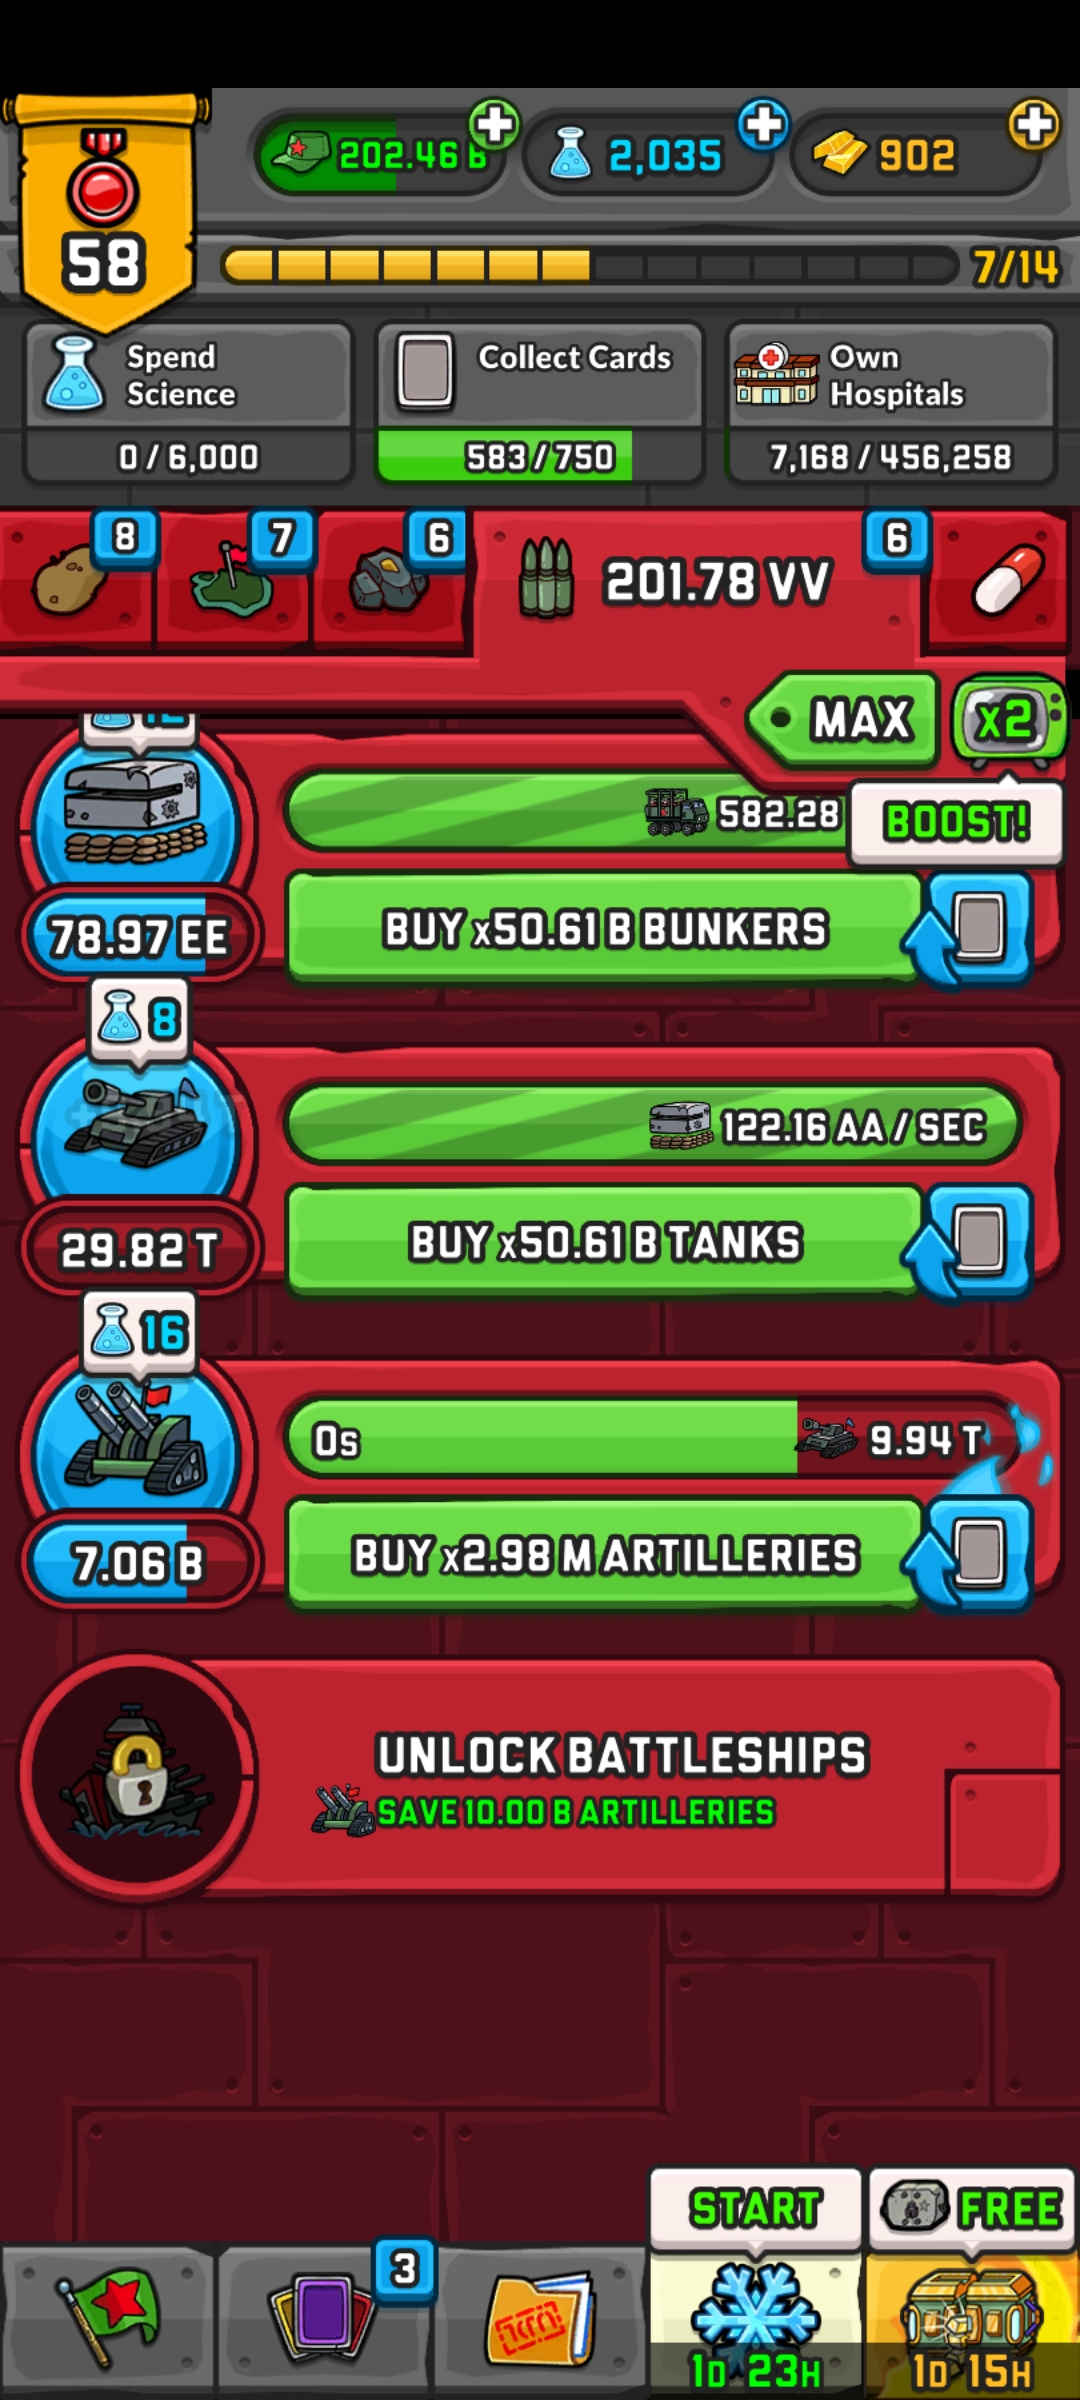 58
202.46 B
2,035
902
7/14
Spend
Science
0 / 6,000
Collect Cards
583 / 750
Own
Hospitals
7,168 / 456,258
8
7
6
201.78 VV
6
MAX
x2
BOOST!
12
582.28
78.97 EE
BUY x50.61 B BUNKERS
8
122.16 AA / SEC
29.82 T
BUY x50.61 B TANKS
16
0s
9.94 T
7.06 B
BUY x2.98 M ARTILLERIES
UNLOCK BATTLESHIPS
SAVE 10.00 B ARTILLERIES
START
FREE
3
1D 23H
1D 15H